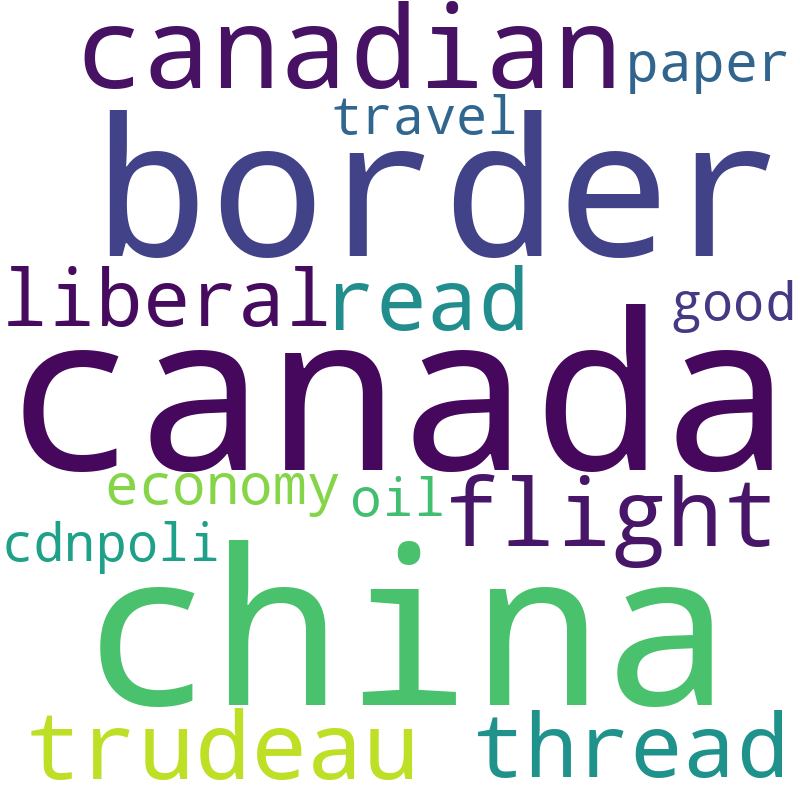 canadian
paper
travel
border
liberal
read
good
canada
economy
oil
flight
cdnpoli
china
trudeau
thread